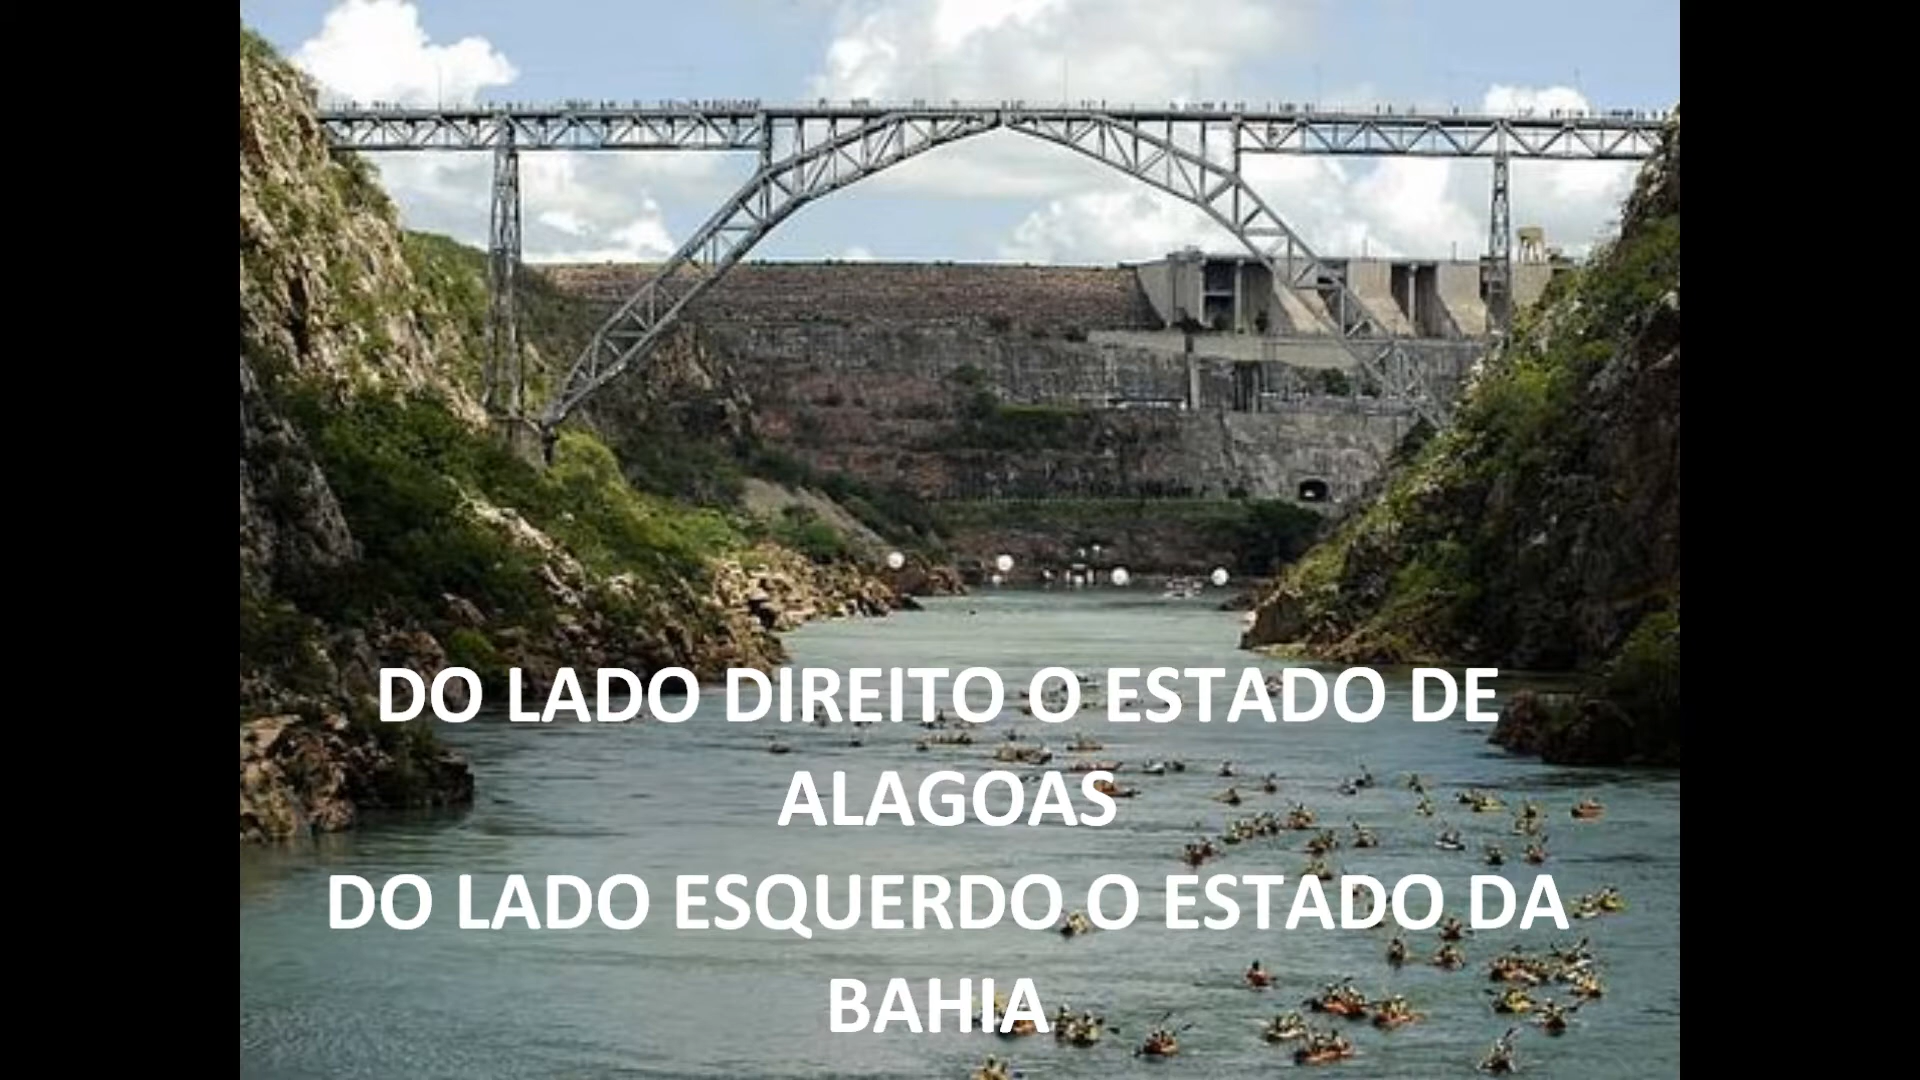 DO LADO DIREITO O ESTADO DE
ALAGOAS
DO LADO ESQUERDO O ESTADO DA
BAHIA